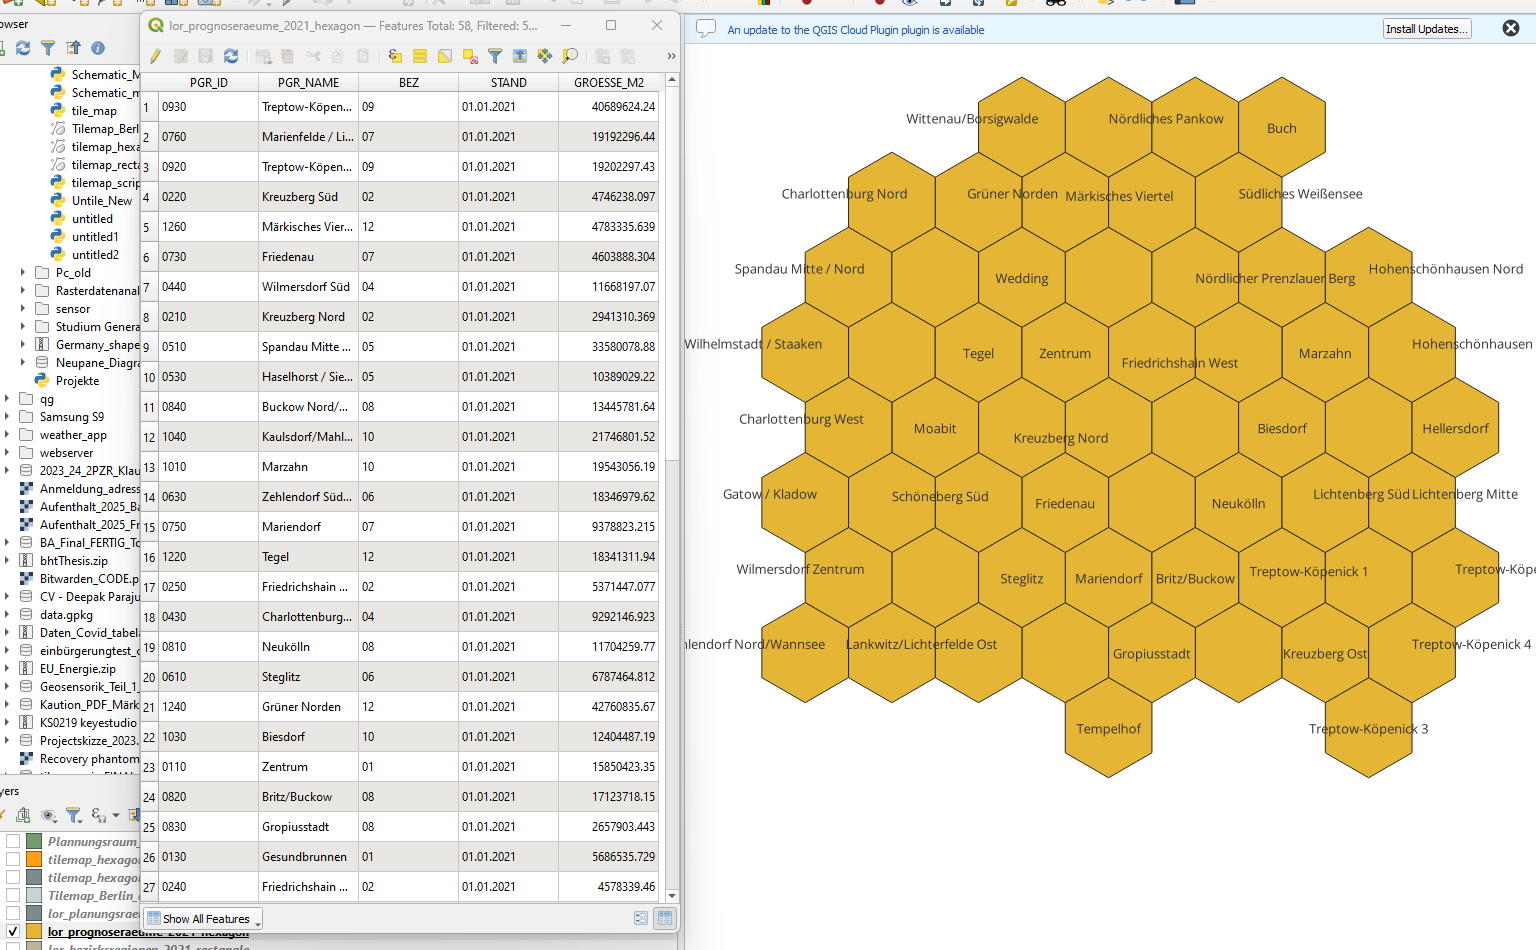 lor_prognoseraeume_2021_hexagon — Features Total: 58, Filtered: 5...
An update to the QGIS Cloud Plugin plugin is available
Install Updates...
owser
Schematic_M
Schematic_m
tile_map
Tilemap_Berl
tilemap_hexa
tilemap_recta
tilemap_scrip
Untile_New
untitled
untitled1
untitled2
Pc_old
Rasterdatenanal
sensor
Studium Genera
Germany_shape
Neupane_Diagra
Projekte
qg
Samsung S9
weather_app
webserver
2023_24_2PZR_Klau
Anmeldung_adress
Aufenthalt_2025_Ba
Aufenthalt_2025_Fr
BA_Final_FERTIG_To
bhtThesis.zip
Bitwarden_CODE.p
CV - Deepak Paraju
data.gpkg
Daten_Covid_tabela
einbürgerungtest_c
EU_Energie.zip
Geosensorik_Teil_1_
Kaution_PDF_Märk
KS0219 keyestudio
Projectskizze_2023.
Recovery phantom
yers
Plannungsraum_
tilemap_hexagon
tilemap_hexagon
Tilemap_Berlin_
lor_planungsrae
lor_prognoseraeume_2021_hexagon
lor_bezirksregionen_2021_rectangle
PGR_ID PGR_NAME BEZ STAND GROESSE_M2
1 0930 Treptow-Köpen... 09 01.01.2021 40689624.24
2 0760 Marienfelde / Li... 07 01.01.2021 19192296.44
3 0920 Treptow-Köpen... 09 01.01.2021 19202297.43
4 0220 Kreuzberg Süd 02 01.01.2021 4746238.097
5 1260 Märkisches Vier... 12 01.01.2021 4783335.639
6 0730 Friedenau 07 01.01.2021 4603888.304
7 0440 Wilmersdorf Süd 04 01.01.2021 11668197.07
8 0210 Kreuzberg Nord 02 01.01.2021 2941310.369
9 0510 Spandau Mitte ... 05 01.01.2021 33580078.88
10 0530 Haselhorst / Sie... 05 01.01.2021 10389029.22
11 0840 Buckow Nord/... 08 01.01.2021 13445781.64
12 1040 Kaulsdorf/Mahl... 10 01.01.2021 21746801.52
13 1010 Marzahn 10 01.01.2021 19543056.19
14 0630 Zehlendorf Süd... 06 01.01.2021 18346979.62
15 0750 Mariendorf 07 01.01.2021 9378823.215
16 1220 Tegel 12 01.01.2021 18341311.94
17 0250 Friedrichshain ... 02 01.01.2021 5371447.077
18 0430 Charlottenburg... 04 01.01.2021 9292146.923
19 0810 Neukölln 08 01.01.2021 11704259.77
20 0610 Steglitz 06 01.01.2021 6787464.812
21 1240 Grüner Norden 12 01.01.2021 42760835.67
22 1030 Biesdorf 10 01.01.2021 12404487.19
23 0110 Zentrum 01 01.01.2021 15850423.35
24 0820 Britz/Buckow 08 01.01.2021 17123718.15
25 0830 Gropiusstadt 08 01.01.2021 2657903.443
26 0130 Gesundbrunnen 01 01.01.2021 5686535.729
27 0240 Friedrichshain ... 02 01.01.2021 4578339.46
Show All Features
Wittenau/Borsigwalde Nördliches Pankow Buch
Charlottenburg Nord Grüner Norden Märkisches Viertel Südliches Weißensee
Spandau Mitte / Nord Wedding Nördlicher Prenzlauer Berg Hohenschönhausen Nord
Wilhelmstadt / Staaken Tegel Zentrum Friedrichshain West Marzahn Hohenschönhausen
Charlottenburg West Moabit Kreuzberg Nord Biesdorf Hellersdorf
Gatow / Kladow Schöneberg Süd Friedenau Neukölln Lichtenberg Süd Lichtenberg Mitte
Wilmersdorf Zentrum Steglitz Mariendorf Britz/Buckow Treptow-Köpenick 1 Treptow-Köpe
hlendorf Nord/Wannsee Lankwitz/Lichterfelde Ost Gropiusstadt Kreuzberg Ost Treptow-Köpenick 4
Tempelhof Treptow-Köpenick 3